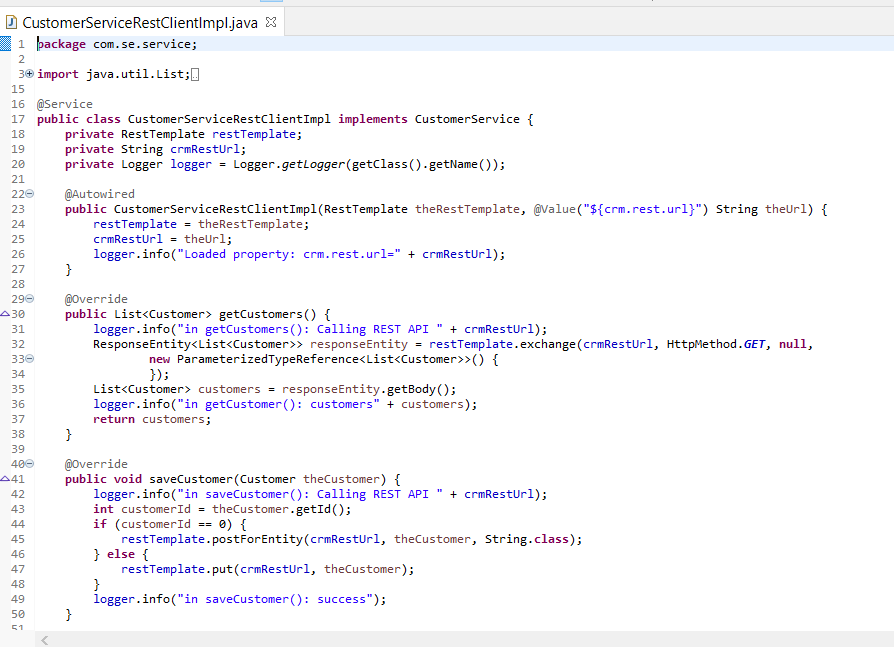 CustomerServiceRestClientImpl.java
1 package com.se.service;
2
3 import java.util.List;
15
16 @Service
17 public class CustomerServiceRestClientImpl implements CustomerService {
18     private RestTemplate restTemplate;
19     private String crmRestUrl;
20     private Logger logger = Logger.getLogger(getClass().getName());
21
22     @Autowired
23     public CustomerServiceRestClientImpl(RestTemplate theRestTemplate, @Value("${crm.rest.url}") String theUrl) {
24         restTemplate = theRestTemplate;
25         crmRestUrl = theUrl;
26         logger.info("Loaded property: crm.rest.url=" + crmRestUrl);
27     }
28
29     @Override
30     public List<Customer> getCustomers() {
31         logger.info("in getCustomers(): Calling REST API " + crmRestUrl);
32         ResponseEntity<List<Customer>> responseEntity = restTemplate.exchange(crmRestUrl, HttpMethod.GET, null,
33                 new ParameterizedTypeReference<List<Customer>>() {
34                 });
35         List<Customer> customers = responseEntity.getBody();
36         logger.info("in getCustomer(): customers" + customers);
37         return customers;
38     }
39
40     @Override
41     public void saveCustomer(Customer theCustomer) {
42         logger.info("in saveCustomer(): Calling REST API " + crmRestUrl);
43         int customerId = theCustomer.getId();
44         if (customerId == 0) {
45             restTemplate.postForEntity(crmRestUrl, theCustomer, String.class);
46         } else {
47             restTemplate.put(crmRestUrl, theCustomer);
48         }
49         logger.info("in saveCustomer(): success");
50     }
51